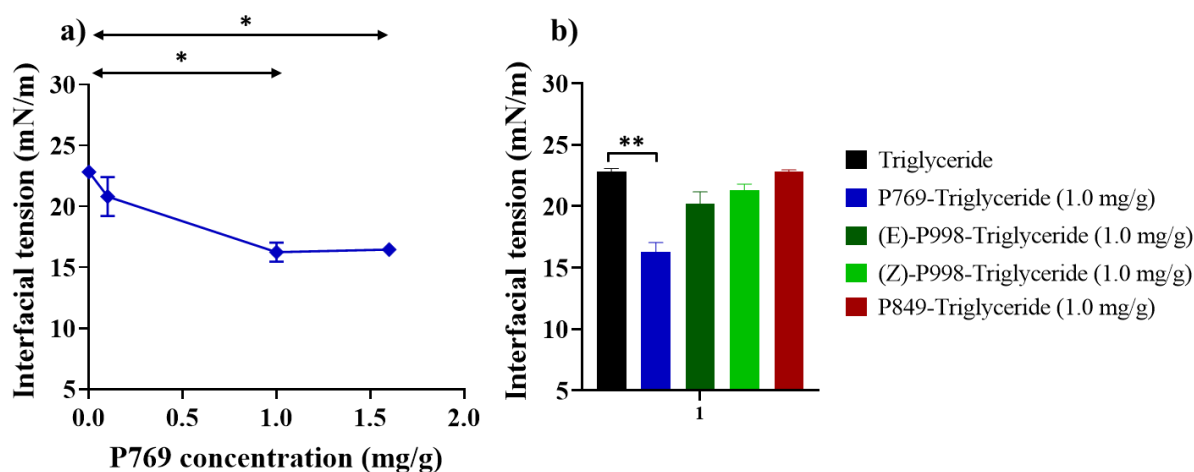 a)
*
*
Interfacial tension (mN/m)
30
25
20
15
10
5
0.0
0.5
1.0
1.5
2.0
P769 concentration (mg/g)
b)
Interfacial tension (mN/m)
30
25
20
15
10
5
**
1
Triglyceride
P769-Triglyceride (1.0 mg/g)
(E)-P998-Triglyceride (1.0 mg/g)
(Z)-P998-Triglyceride (1.0 mg/g)
P849-Triglyceride (1.0 mg/g)